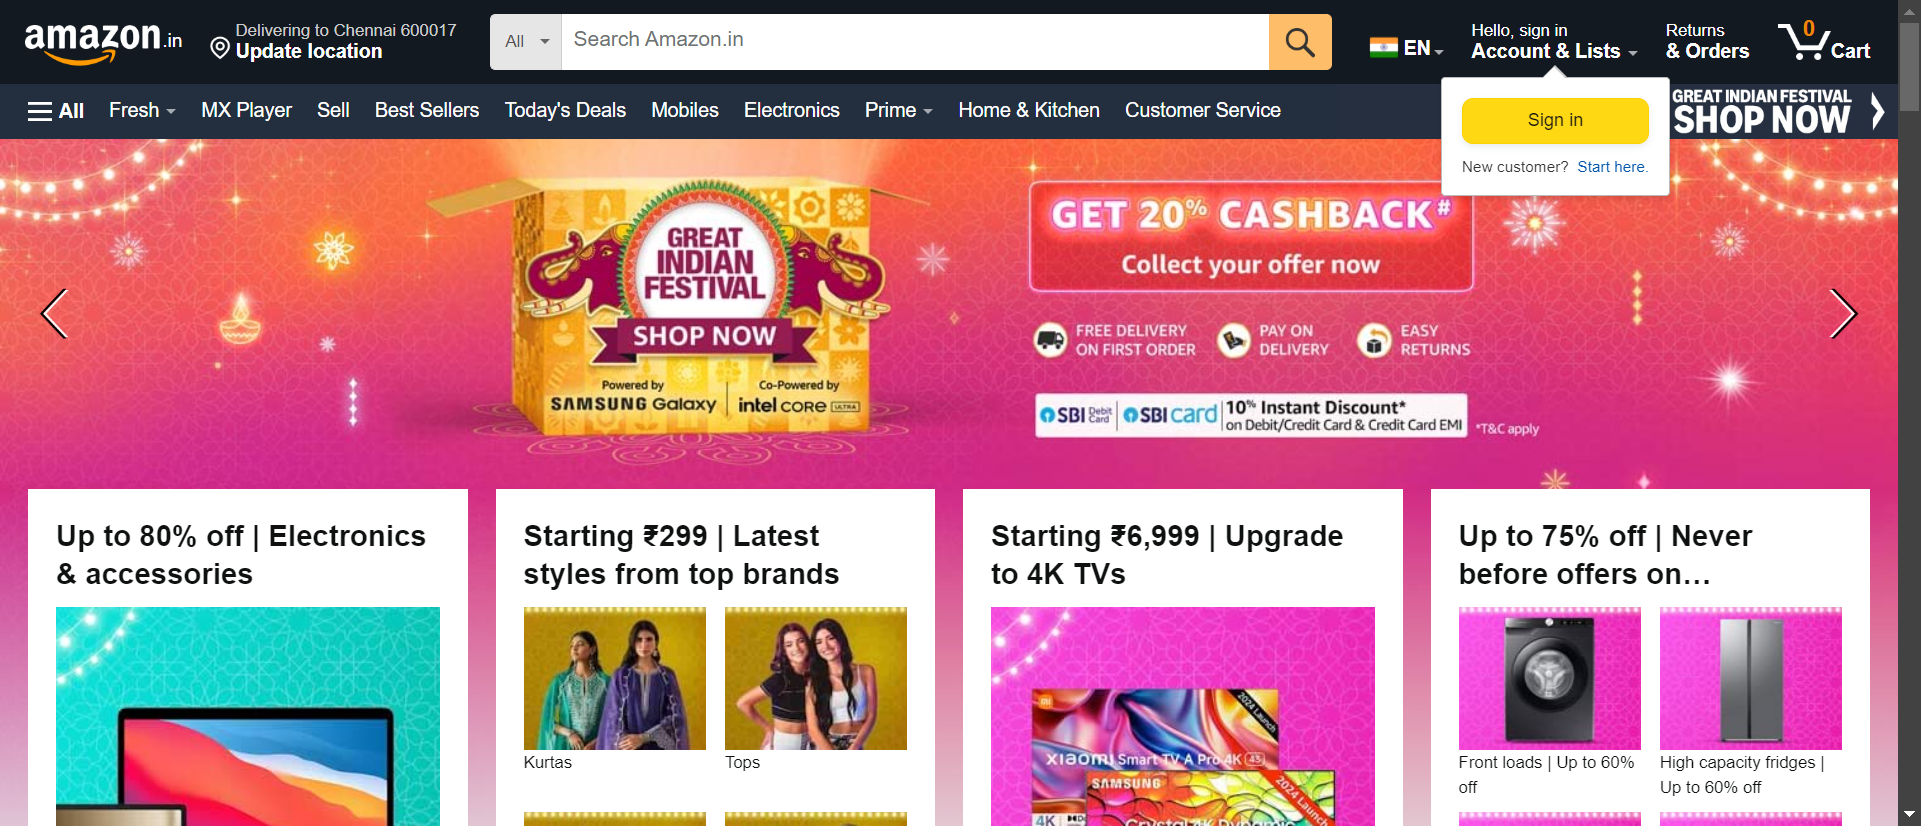 amazon.in
Delivering to Chennai 600017
Update location
All
Search Amazon.in
EN
Hello, sign in
Account & Lists
Returns
& Orders
0
Cart
All
Fresh
MX Player
Sell
Best Sellers
Today's Deals
Mobiles
Electronics
Prime
Home & Kitchen
Customer Service
Sign in
New customer? Start here.
GREAT INDIAN FESTIVAL
SHOP NOW
GREAT
INDIAN
FESTIVAL
SHOP NOW
Powered by
SAMSUNG Galaxy
Co-Powered by
intel CORE ULTRA
GET 20% CASHBACK#
Collect your offer now
FREE DELIVERY
ON FIRST ORDER
PAY ON
DELIVERY
EASY
RETURNS
SBI Debit Card
SBI card
10% Instant Discount*
on Debit/Credit Card & Credit Card EMI
*T&C apply
Up to 80% off | Electronics
& accessories
Starting ₹299 | Latest
styles from top brands
Kurtas
Tops
Starting ₹6,999 | Upgrade
to 4K TVs
mi
2024 Launch
xiaomi Smart TV A Pro 4K 43
SAMSUNG
2024 Launch
4K
Crystal 4K Dynamic
Up to 75% off | Never
before offers on…
Front loads | Up to 60%
off
High capacity fridges |
Up to 60% off